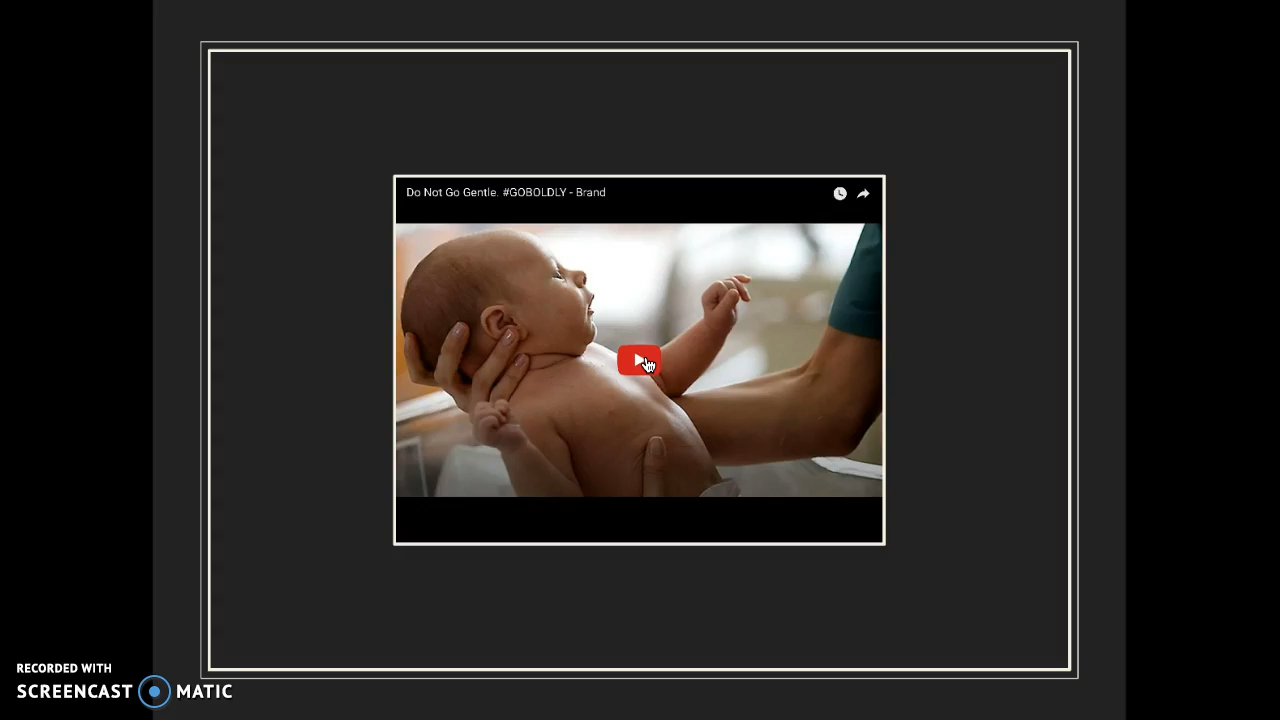 Do Not Go Gentle. #GOBOLDLY - Brand
RECORDED WITH
SCREENCAST MATIC